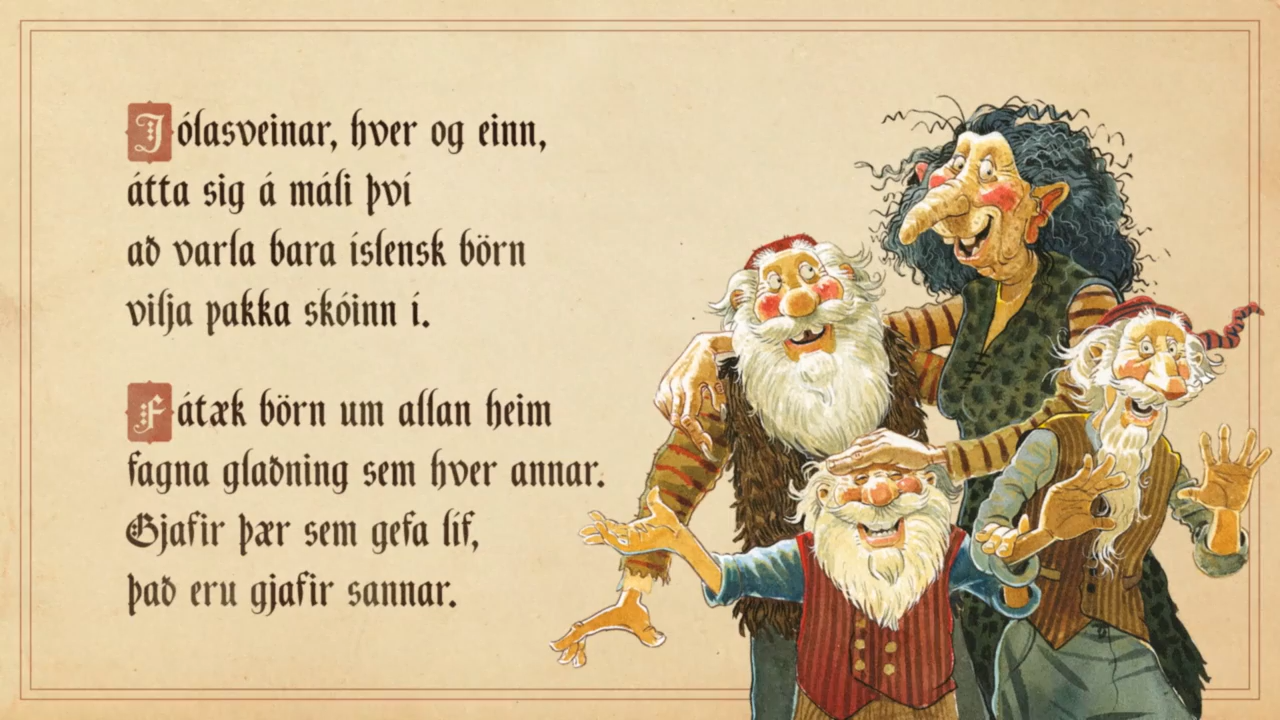 Jólasveinar, hver og einn,
átta sig á máli því
að varla bara íslensk börn
vilja pakka skóinn í.
Fátæk börn um allan heim
fagna glaðning sem hver annar.
Gjafir þær sem gefa líf,
það eru gjafir sannar.